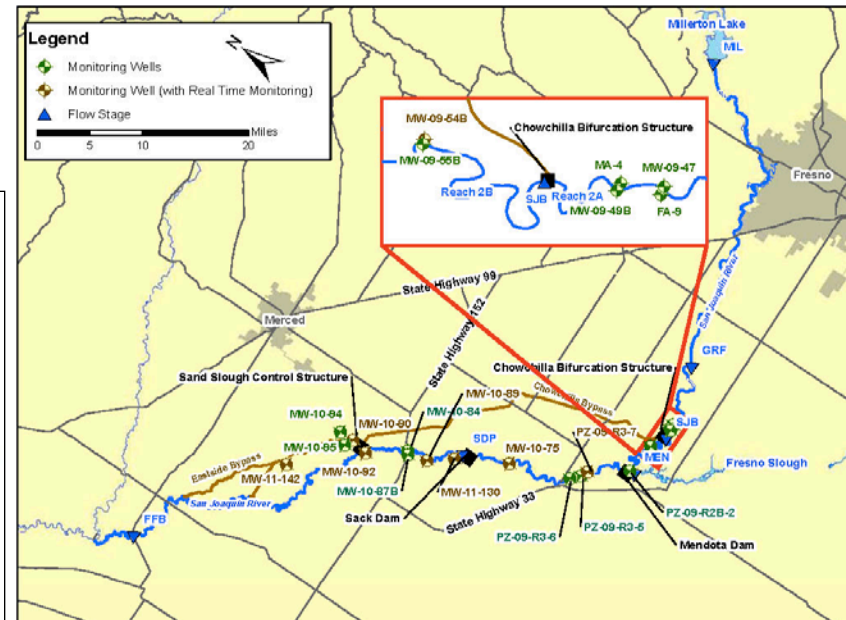 Legend
N
Monitoring Wells
Monitoring Well (with Real Time Monitoring)
Flow Stage
Miles
0 5 10 20
Millerton Lake
MIL
MW-09-54B
Chowchilla Bifurcation Structure
MW-09-55B
MA-4
MW-09-47
Reach 2B
SJB
Reach 2A
MW-09-49B
FA-9
Fresno
San Joaquin River
State Highway 99
Merced
State Highway 152
GRF
Chowchilla Bifurcation Structure
Sand Slough Control Structure
MW-10-89
Chowchilla Bypass
MW-10-94
MW-10-90
MW-10-84
SJB
PZ-09-R3-7
MW-10-95
SDP
MW-10-75
MEN
Eastside Bypass
Fresno Slough
MW-11-142
MW-10-92
San Joaquin River
MW-10-87B
MW-11-130
State Highway 33
PZ-09-R2B-2
FFB
Sack Dam
PZ-09-R3-5
PZ-09-R3-6
Mendota Dam